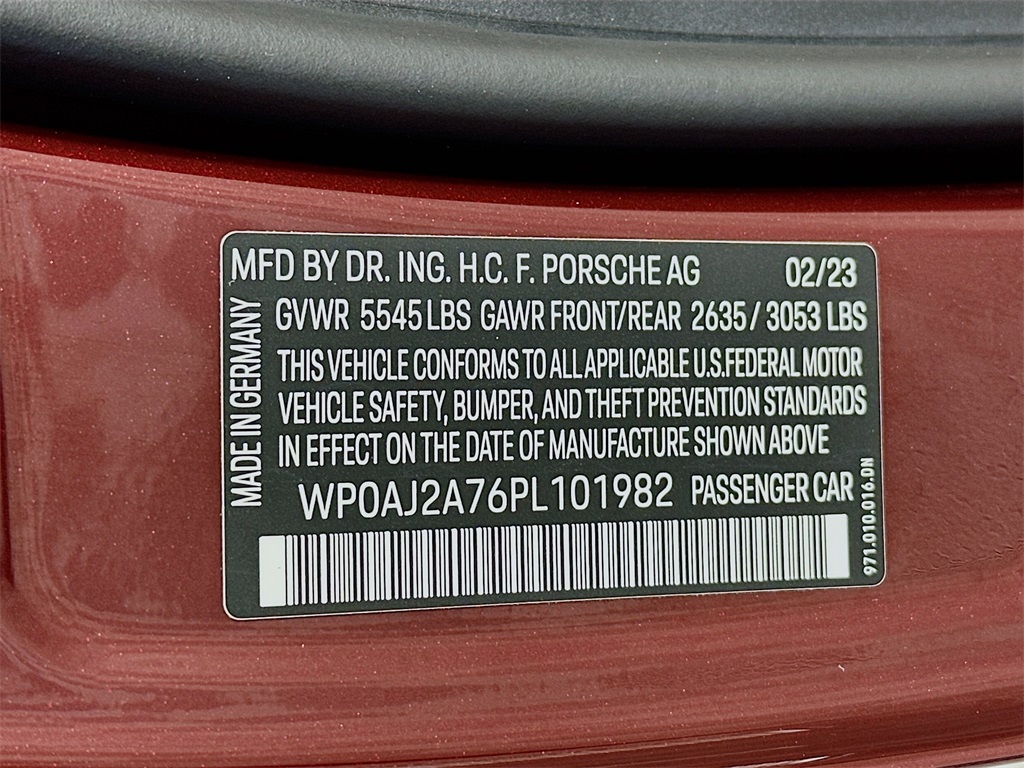 MFD BY DR. ING. H.C. F. PORSCHE AG 02/23
GVWR 5545 LBS GAWR FRONT/REAR 2635 / 3053 LBS
THIS VEHICLE CONFORMS TO ALL APPLICABLE U.S.FEDERAL MOTOR
VEHICLE SAFETY, BUMPER, AND THEFT PREVENTION STANDARDS
IN EFFECT ON THE DATE OF MANUFACTURE SHOWN ABOVE
WP0AJ2A76PL101982 PASSENGER CAR
MADE IN GERMANY
971.010.016.DN